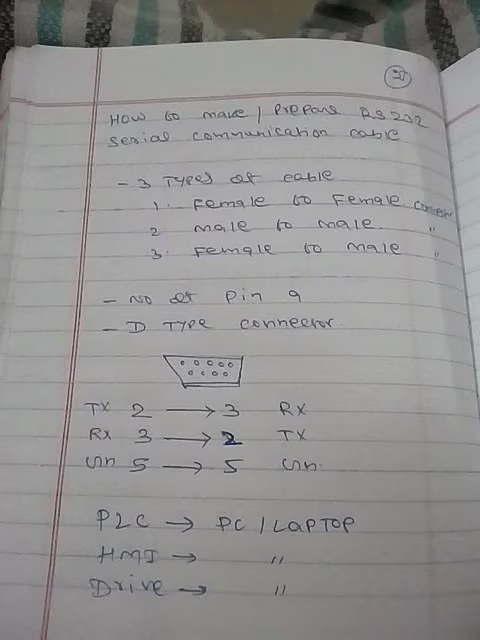 27
How to make / Prepare RS232
Serial communication cable
- 3 Types of cable
1. Female to Female connector
2 male to male. "
3. Female to male "
- No of Pin 9
- D TYPE connector.
TX 2 → 3 RX
RX 3 → 2 TX
Gn 5 → 5 Gn.
PLC → PC / LAPTOP
HMI → "
Drive → "